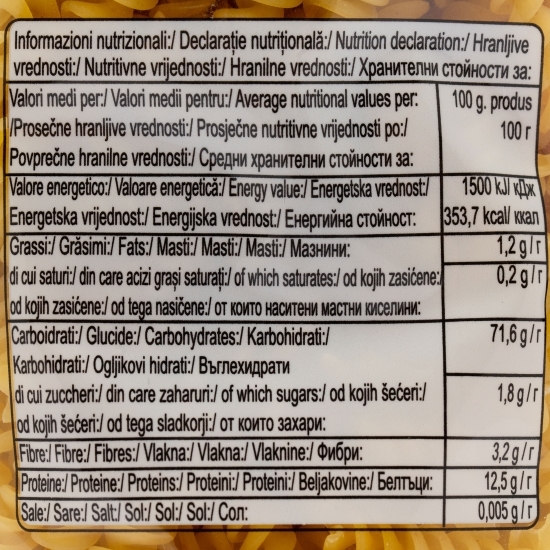 Informazioni nutrizionali:/ Declarație nutrițională:/ Nutrition declaration:/ Hranljive
vrednosti:/ Nutritivne vrijednosti:/ Hranilne vrednosti:/ Хранителни стойности за:
Valori medi per:/ Valori medii pentru:/ Average nutritional values per: 100 g. produs
/Prosečne hranljive vrednosti:/ Prosječne nutritivne vrijednosti po:/ 100 г
Povprečne hranilne vrednosti:/ Средни хранителни стойности за:
Valore energetico:/ Valoare energetică:/ Energy value:/ Energetska vrednost:/ 1500 kJ/ кДж
Energetska vrijednost:/ Energijska vrednost:/ Енергийна стойност: 353,7 kcal/ ккал
Grassi:/ Grăsimi:/ Fats:/ Masti:/ Masti:/ Masti:/ Мазнини: 1,2 g/г
di cui saturi:/ din care acizi grași saturați:/ of which saturates:/ od kojih zasićene:/ 0,2 g/г
od kojih zasićene:/ od tega nasičene:/ от които наситени мастни киселини:
Carboidrati:/ Glucide:/ Carbohydrates:/ Karbohidrati:/ 71,6 g/г
Karbohidrati:/ Ogljikovi hidrati:/ Въглехидрати
di cui zuccheri:/ din care zaharuri:/ of which sugars:/ od kojih šećeri:/ 1,8 g/г
od kojih šećeri:/ od tega sladkorji:/ от които захари:
Fibre:/ Fibre:/ Fibres:/ Vlakna:/ Vlakna:/ Vlaknine:/ Фибри: 3,2 g/г
Proteine:/ Proteine:/ Proteins:/ Proteini:/ Proteini:/ Beljakovine:/ Белтъци: 12,5 g/г
Sale:/ Sare:/ Salt:/ Sol:/ Sol:/ Sol:/ Сол: 0,005 g/г